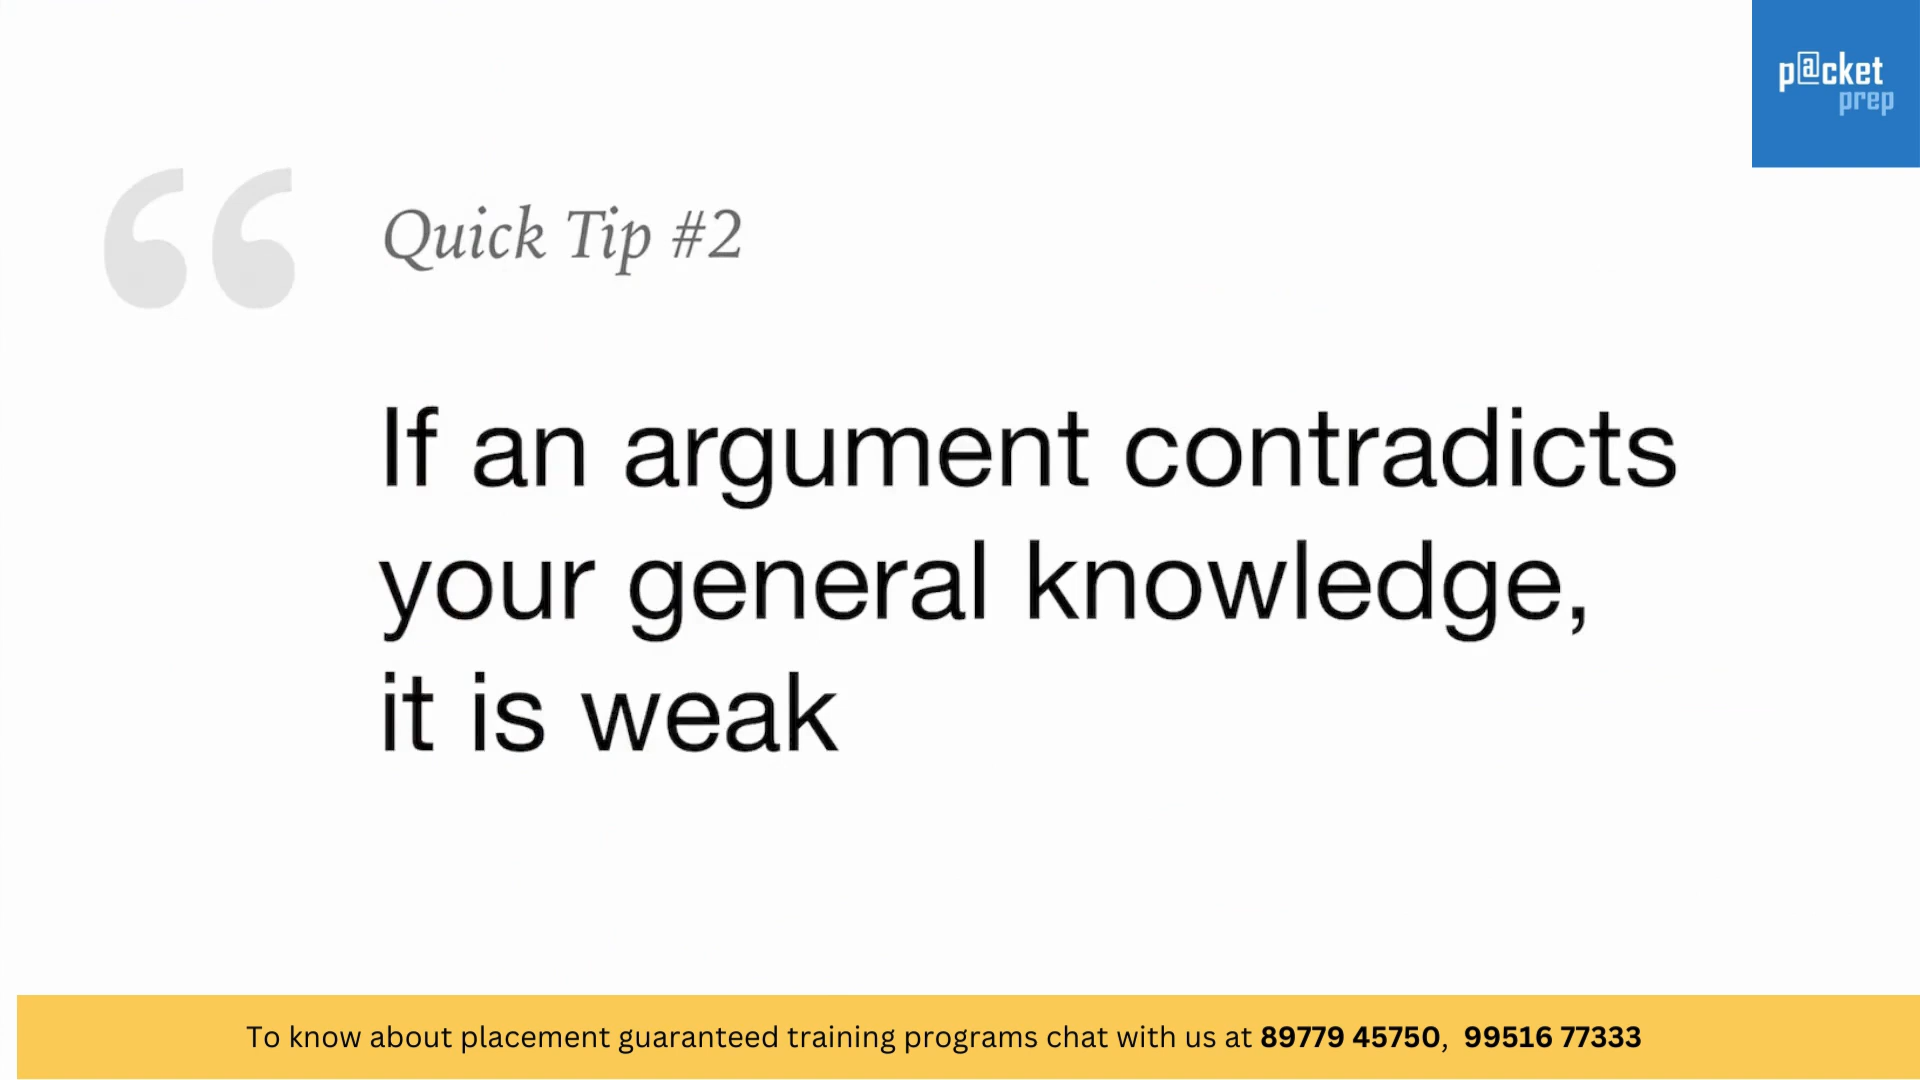 p@cket
prep
Quick Tip #2
If an argument contradicts
your general knowledge,
it is weak
To know about placement guaranteed training programs chat with us at 89779 45750, 99516 77333